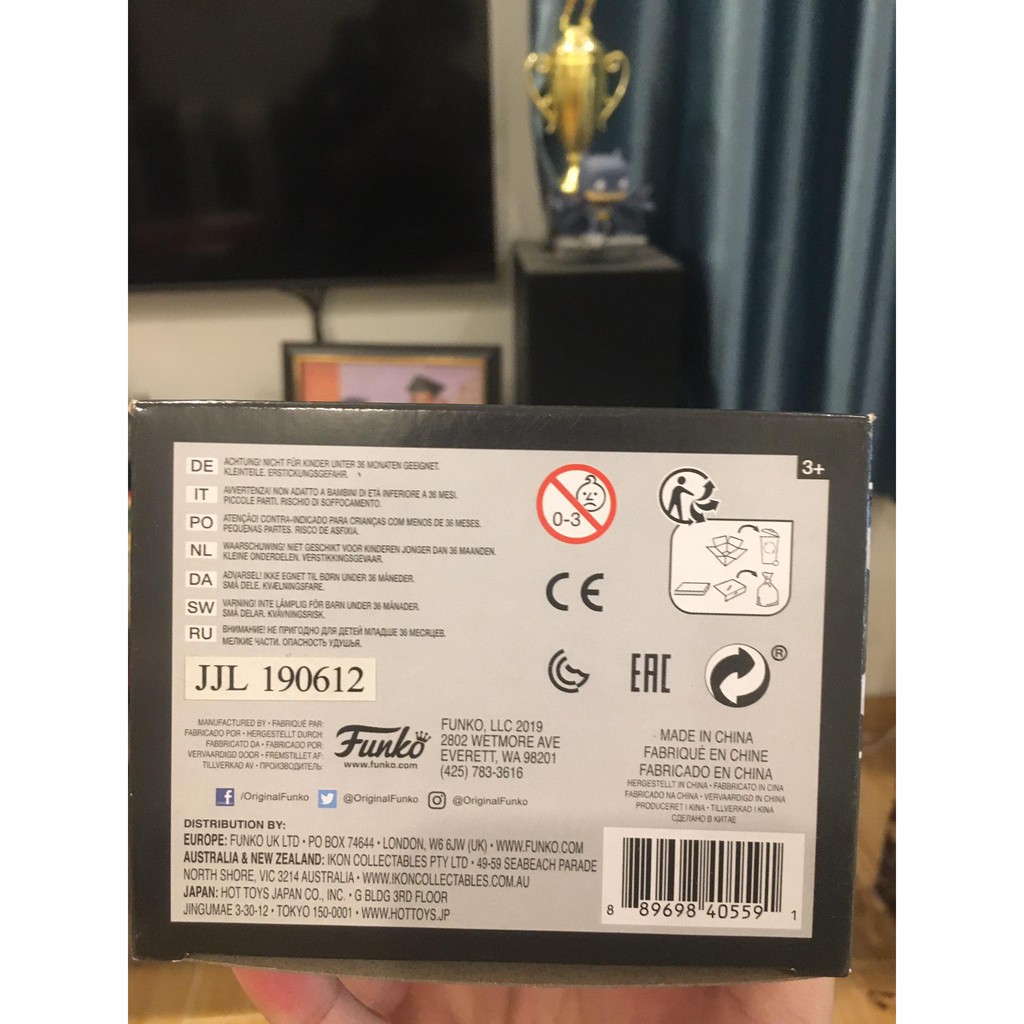 3+
DE ACHTUNG! NICHT FÜR KINDER UNTER 36 MONATEN GEEIGNET.
KLEINTEILE. ERSTICKUNGSGEFAHR.
IT AVVERTENZA! NON ADATTO A BAMBINI DI ETÀ INFERIORE A 36 MESI.
PICCOLE PARTI. RISCHIO DI SOFFOCAMENTO.
PO ATENÇÃO! CONTRA-INDICADO PARA CRIANÇAS COM MENOS DE 36 MESES.
PEQUENAS PARTES. RISCO DE ASFIXIA.
NL WAARSCHUWING! NIET GESCHIKT VOOR KINDEREN JONGER DAN 36 MAANDEN.
KLEINE ONDERDELEN. VERSTIKKINGSGEVAAR.
DA ADVARSEL! IKKE EGNET TIL BØRN UNDER 36 MÅNEDER.
SMÅ DELE. KVÆLNINGSFARE.
SW VARNING! INTE LÄMPLIG FÖR BARN UNDER 36 MÅNADER.
SMÅ DELAR. KVÄVNINGSRISK.
RU ВНИМАНИЕ! НЕ ПРИГОДНО ДЛЯ ДЕТЕЙ МЛАДШЕ 36 МЕСЯЦЕВ.
МЕЛКИЕ ЧАСТИ. ОПАСНОСТЬ УДУШЬЯ.
0-3
CE
EAC
®
JJL 190612
MANUFACTURED BY • FABRIQUÉ PAR:
FABRICADO POR • HERGESTELLT DURCH:
FABBRICATO DA • FABRICADO POR:
VERVAARDIGD DOOR • FREMSTILLET AF:
TILLVERKAD AV • ПРОИЗВОДИТЕЛЬ:
Funko
www.funko.com
FUNKO, LLC 2019
2802 WETMORE AVE
EVERETT, WA 98201
(425) 783-3616
MADE IN CHINA
FABRIQUÉ EN CHINE
FABRICADO EN CHINA
HERGESTELLT IN CHINA • FABBRICATO IN CINA
FABRICADO NA CHINA • VERVAARDIGD IN CHINA
PRODUCERET I KINA • TILLVERKAD I KINA
СДЕЛАНО В КИТАЕ
/OriginalFunko @OriginalFunko @OriginalFunko
DISTRIBUTION BY:
EUROPE: FUNKO UK LTD • PO BOX 74644 • LONDON, W6 6JW (UK) • WWW.FUNKO.COM
AUSTRALIA & NEW ZEALAND: IKON COLLECTABLES PTY LTD • 49-59 SEABEACH PARADE
NORTH SHORE, VIC 3214 AUSTRALIA • WWW.IKONCOLLECTABLES.COM.AU
JAPAN: HOT TOYS JAPAN CO., INC. • G BLDG 3RD FLOOR
JINGUMAE 3-30-12 • TOKYO 150-0001 • WWW.HOTTOYS.JP
8 89698 40559 1